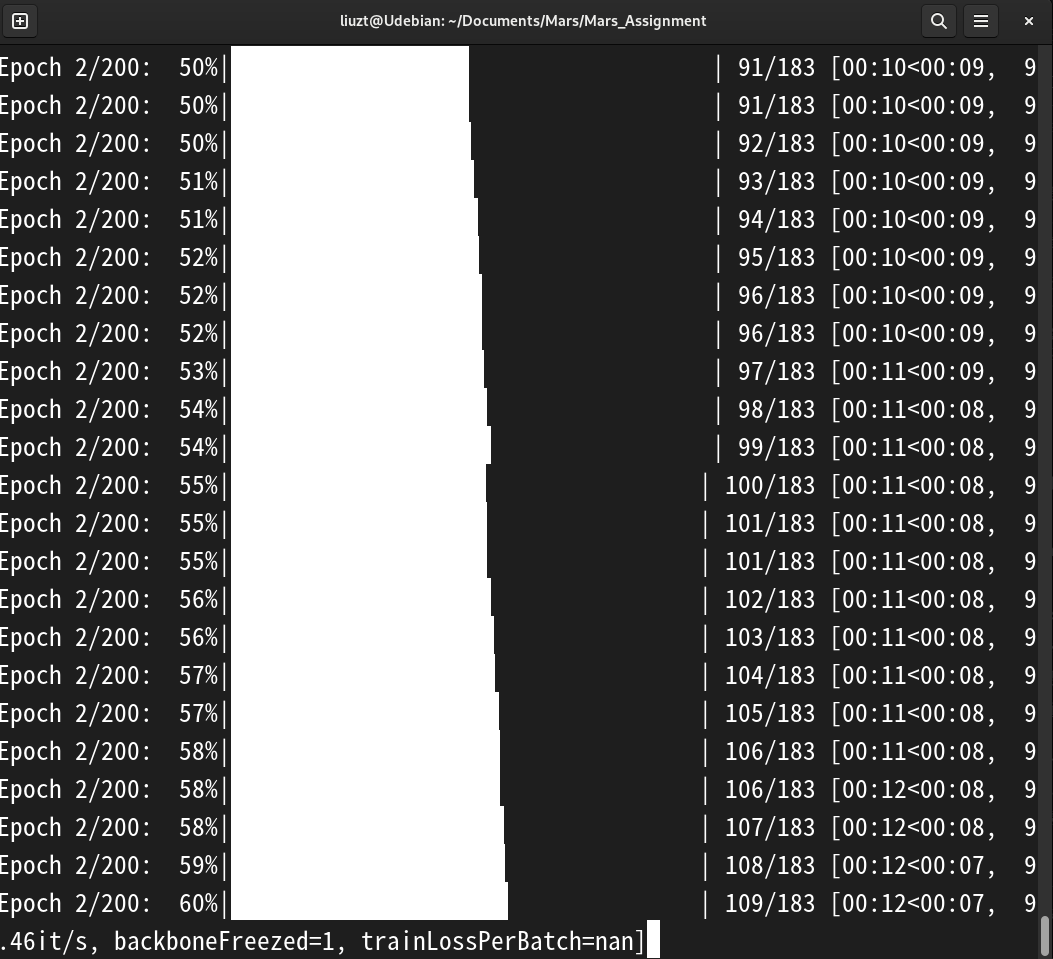 liuzt@Udebian: ~/Documents/Mars/Mars_Assignment
Epoch 2/200:  50%| | 91/183 [00:10<00:09,  9
Epoch 2/200:  50%| | 91/183 [00:10<00:09,  9
Epoch 2/200:  50%| | 92/183 [00:10<00:09,  9
Epoch 2/200:  51%| | 93/183 [00:10<00:09,  9
Epoch 2/200:  51%| | 94/183 [00:10<00:09,  9
Epoch 2/200:  52%| | 95/183 [00:10<00:09,  9
Epoch 2/200:  52%| | 96/183 [00:10<00:09,  9
Epoch 2/200:  52%| | 96/183 [00:10<00:09,  9
Epoch 2/200:  53%| | 97/183 [00:11<00:09,  9
Epoch 2/200:  54%| | 98/183 [00:11<00:08,  9
Epoch 2/200:  54%| | 99/183 [00:11<00:08,  9
Epoch 2/200:  55%| | 100/183 [00:11<00:08,  9
Epoch 2/200:  55%| | 101/183 [00:11<00:08,  9
Epoch 2/200:  55%| | 101/183 [00:11<00:08,  9
Epoch 2/200:  56%| | 102/183 [00:11<00:08,  9
Epoch 2/200:  56%| | 103/183 [00:11<00:08,  9
Epoch 2/200:  57%| | 104/183 [00:11<00:08,  9
Epoch 2/200:  57%| | 105/183 [00:11<00:08,  9
Epoch 2/200:  58%| | 106/183 [00:11<00:08,  9
Epoch 2/200:  58%| | 106/183 [00:12<00:08,  9
Epoch 2/200:  58%| | 107/183 [00:12<00:08,  9
Epoch 2/200:  59%| | 108/183 [00:12<00:07,  9
Epoch 2/200:  60%| | 109/183 [00:12<00:07,  9
.46it/s, backboneFreezed=1, trainLossPerBatch=nan]